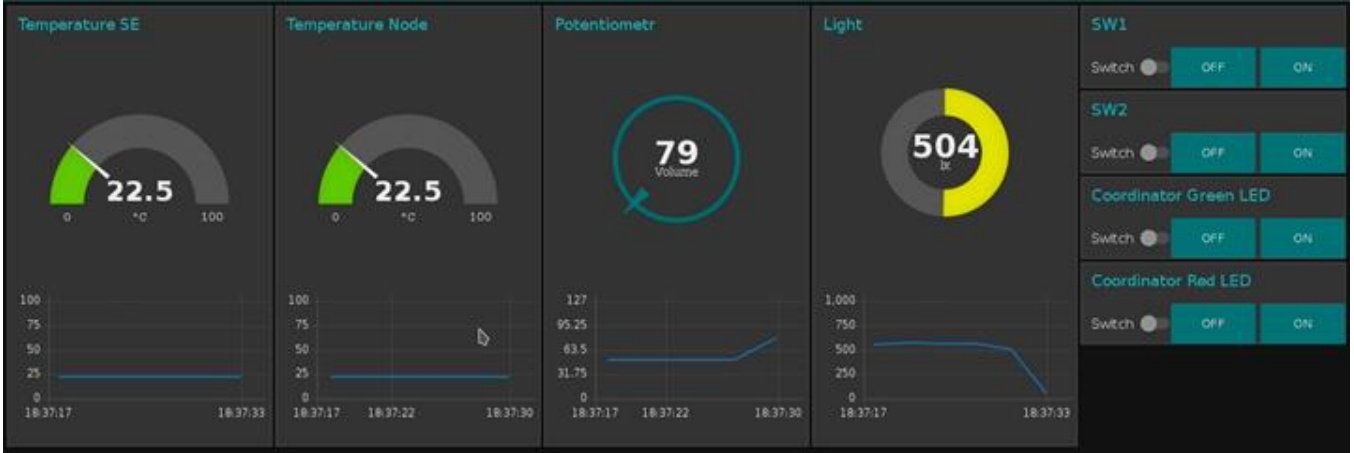 Temperature SE
22.5
0 °C 100
100
75
50
25
0
18:37:17 18:37:33
Temperature Node
22.5
0 °C 100
100
75
50
25
0
18:37:17 18:37:22 18:37:30
Potentiometr
79
Volume
127
95.25
63.5
31.75
0
18:37:17 18:37:22 18:37:30
Light
504
lx
1,000
750
500
250
0
18:37:17 18:37:33
SW1
Switch OFF ON
SW2
Switch OFF ON
Coordinator Green LED
Switch OFF ON
Coordinator Red LED
Switch OFF ON